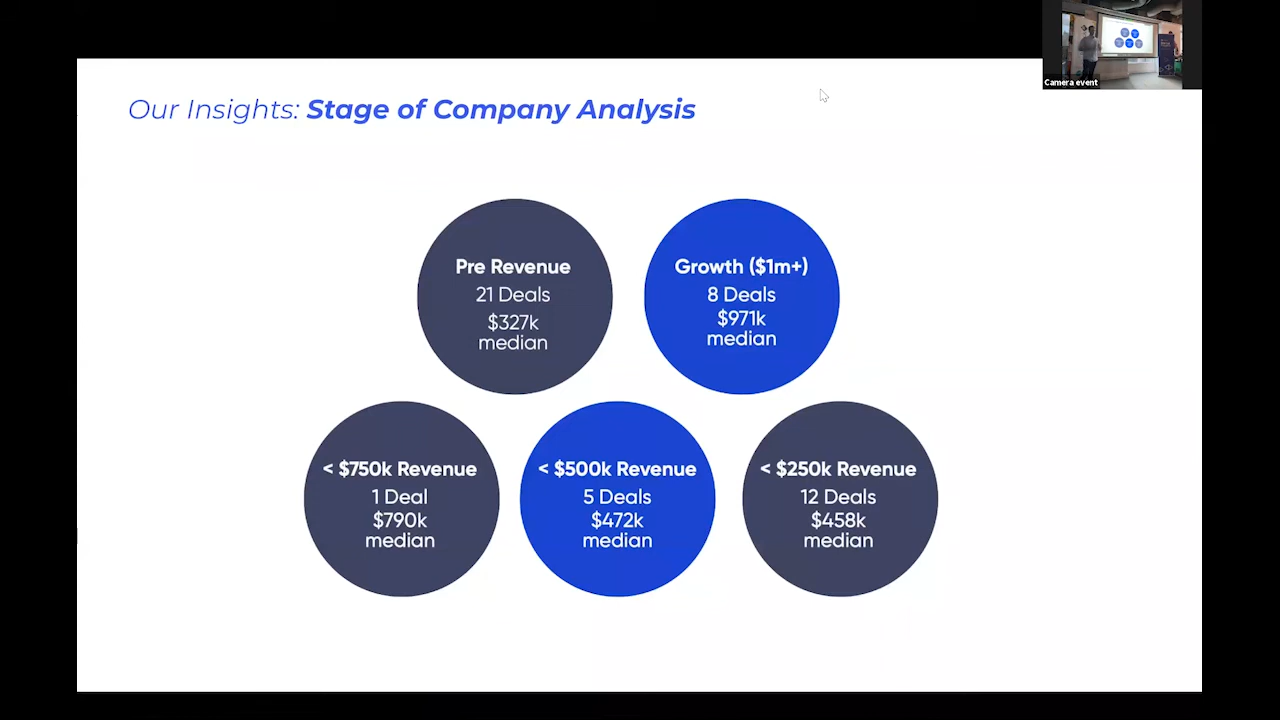 Camera event
Our Insights: Stage of Company Analysis
Pre Revenue
21 Deals
$327k
median
Growth ($1m+)
8 Deals
$971k
median
< $750k Revenue
1 Deal
$790k
median
< $500k Revenue
5 Deals
$472k
median
< $250k Revenue
12 Deals
$458k
median